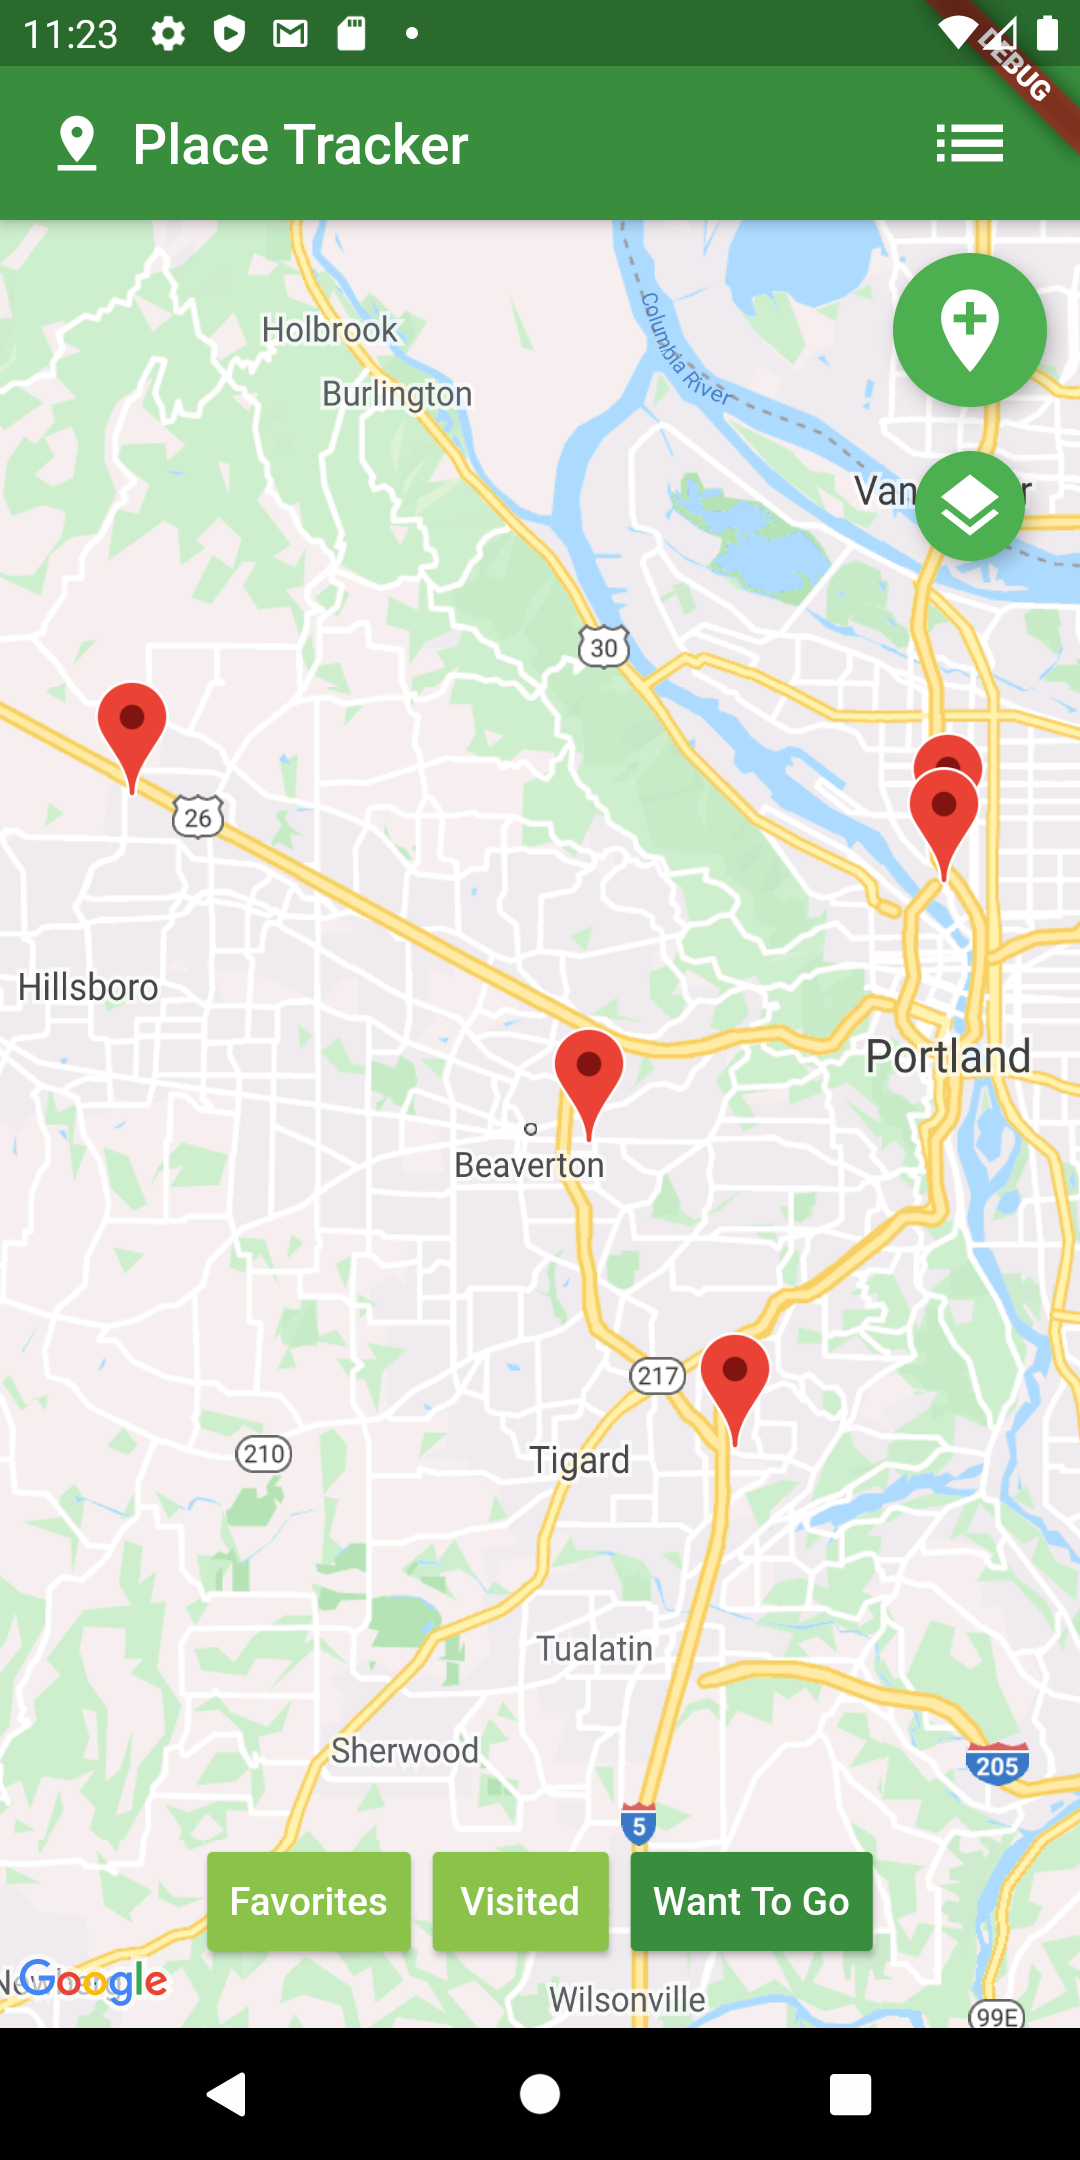 11:23
DEBUG
Place Tracker
Columbia River
Holbrook
Burlington
30
26
Hillsboro
Portland
Beaverton
217
210
Tigard
Tualatin
Sherwood
205
5
Favorites
Visited
Want To Go
Google
Wilsonville
99E